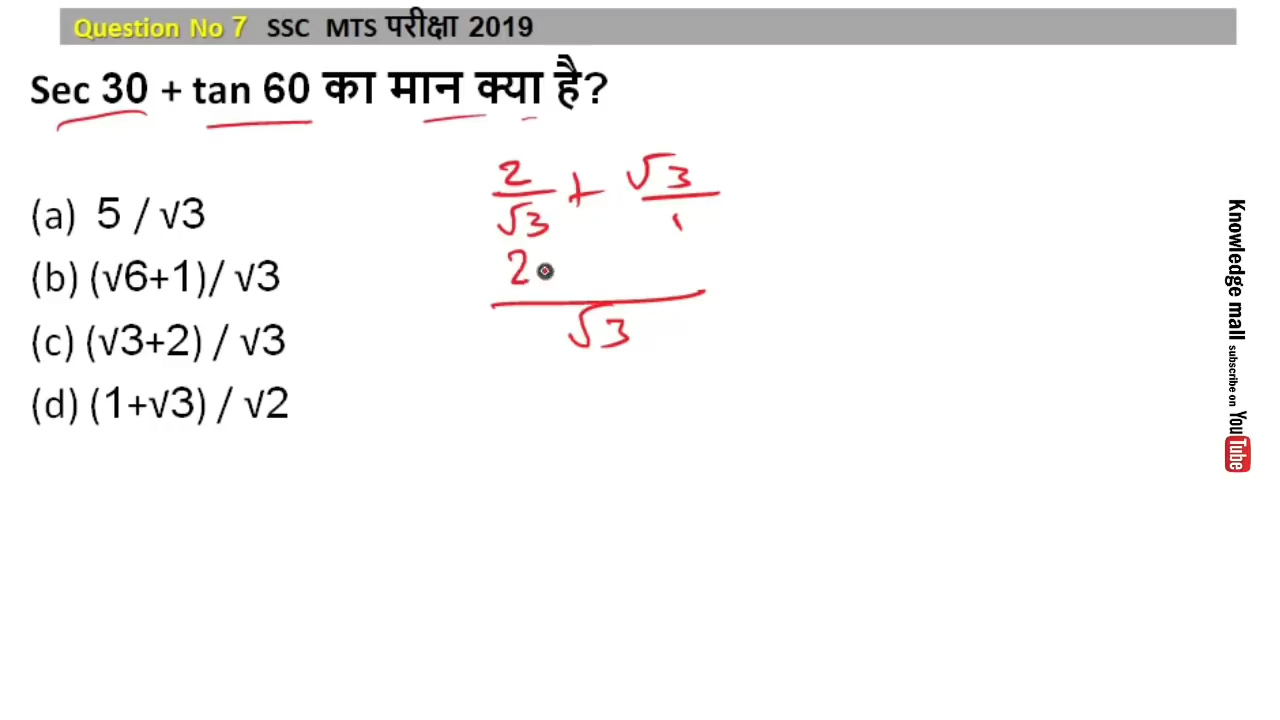 Question No 7 SSC MTS परीक्षा 2019
Sec 30 + tan 60 का मान क्या है?
(a) 5 / √3
(b) (√6+1)/ √3
(c) (√3+2) / √3
(d) (1+√3) / √2
2 / √3 + √3 / 1
2
√3
Knowledge mall subscribe on YouTube